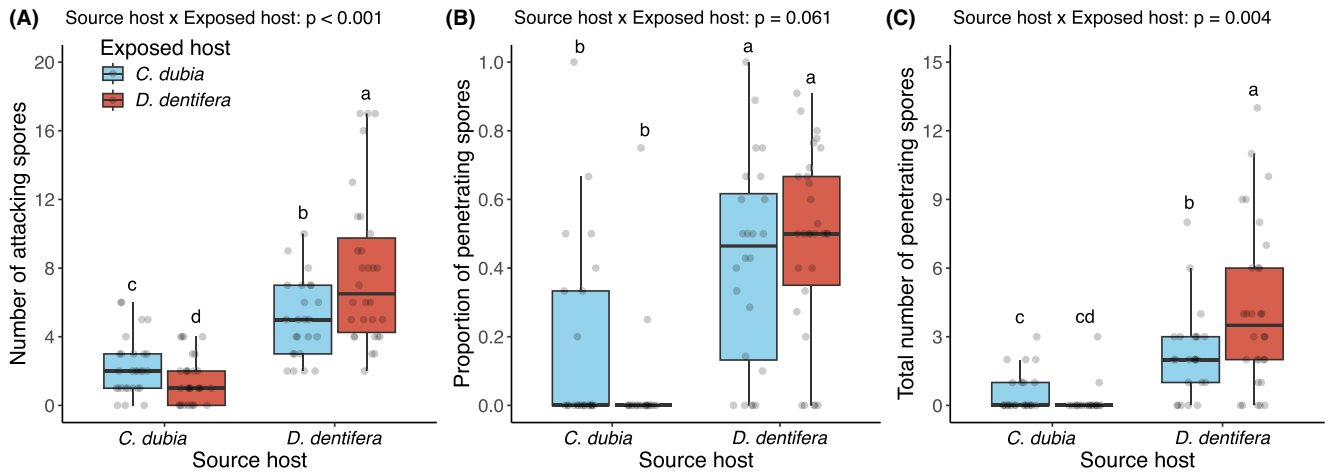 (A) Source host x Exposed host: p < 0.001
Exposed host
C. dubia
D. dentifera
Number of attacking spores
20
16
12
8
4
0
c
d
b
a
C. dubia
D. dentifera
Source host
(B) Source host x Exposed host: p = 0.061
Proportion of penetrating spores
1.0
0.8
0.6
0.4
0.2
0.0
b
b
a
a
C. dubia
D. dentifera
Source host
(C) Source host x Exposed host: p = 0.004
Total number of penetrating spores
15
12
9
6
3
0
c
cd
b
a
C. dubia
D. dentifera
Source host